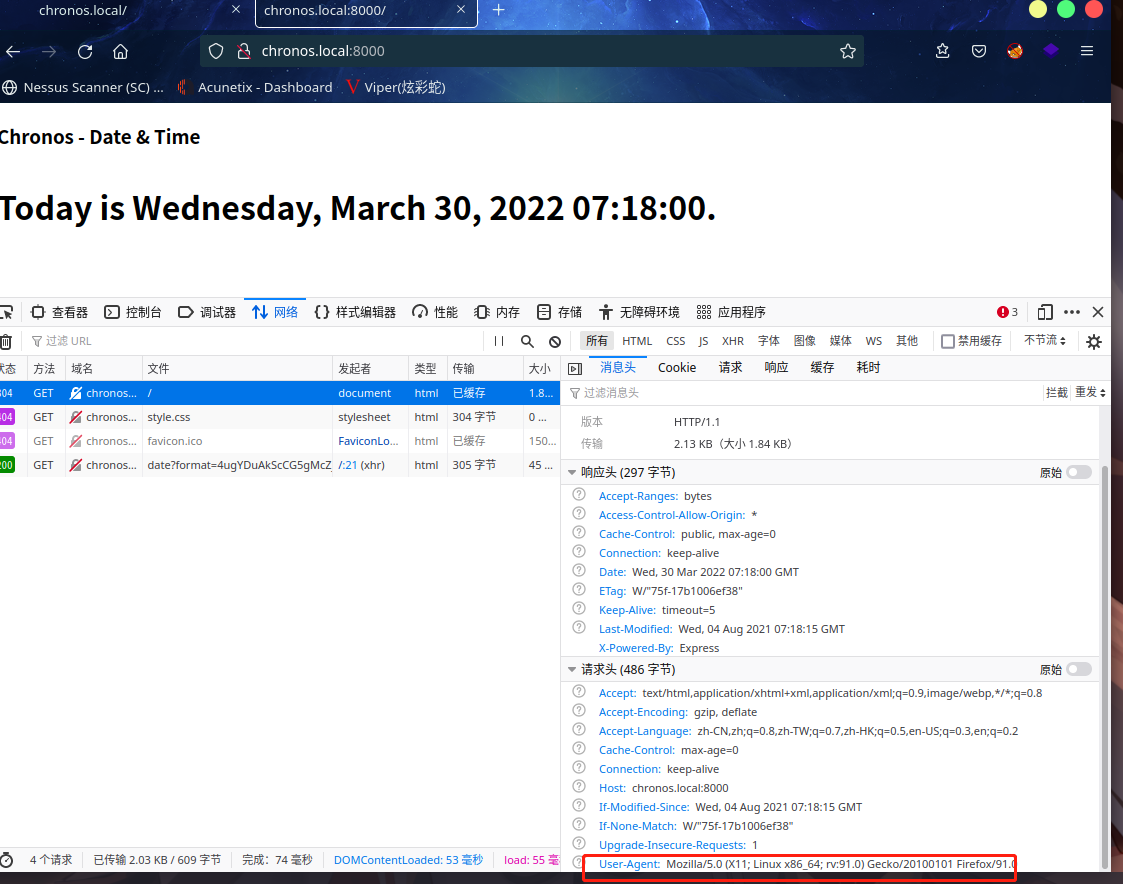 chronos.local/
chronos.local:8000/
chronos.local:8000
Nessus Scanner (SC) ...
Acunetix - Dashboard
Viper(炫彩蛇)
Chronos - Date & Time
Today is Wednesday, March 30, 2022 07:18:00.
查看器 控制台 调试器 网络 样式编辑器 性能 内存 存储 无障碍环境 应用程序 3
过滤 URL 所有 HTML CSS JS XHR 字体 图像 媒体 WS 其他 禁用缓存 不节流
状态 方法 域名 文件 发起者 类型 传输 大小
304 GET chronos... / document html 已缓存 1.8...
404 GET chronos... style.css stylesheet html 304 字节 0 ...
404 GET chronos... favicon.ico FaviconLo... html 已缓存 150...
200 GET chronos... date?format=4ugYDuAkScCG5gMcZ /:21 (xhr) html 305 字节 45 ...
消息头 Cookie 请求 响应 缓存 耗时
过滤消息头 拦截 重发
版本 HTTP/1.1
传输 2.13 KB（大小 1.84 KB）
响应头 (297 字节) 原始
Accept-Ranges: bytes
Access-Control-Allow-Origin: *
Cache-Control: public, max-age=0
Connection: keep-alive
Date: Wed, 30 Mar 2022 07:18:00 GMT
ETag: W/"75f-17b1006ef38"
Keep-Alive: timeout=5
Last-Modified: Wed, 04 Aug 2021 07:18:15 GMT
X-Powered-By: Express
请求头 (486 字节) 原始
Accept: text/html,application/xhtml+xml,application/xml;q=0.9,image/webp,*/*;q=0.8
Accept-Encoding: gzip, deflate
Accept-Language: zh-CN,zh;q=0.8,zh-TW;q=0.7,zh-HK;q=0.5,en-US;q=0.3,en;q=0.2
Cache-Control: max-age=0
Connection: keep-alive
Host: chronos.local:8000
If-Modified-Since: Wed, 04 Aug 2021 07:18:15 GMT
If-None-Match: W/"75f-17b1006ef38"
Upgrade-Insecure-Requests: 1
User-Agent: Mozilla/5.0 (X11; Linux x86_64; rv:91.0) Gecko/20100101 Firefox/91.0
4 个请求 已传输 2.03 KB / 609 字节 完成：74 毫秒 DOMContentLoaded: 53 毫秒 load: 55 毫